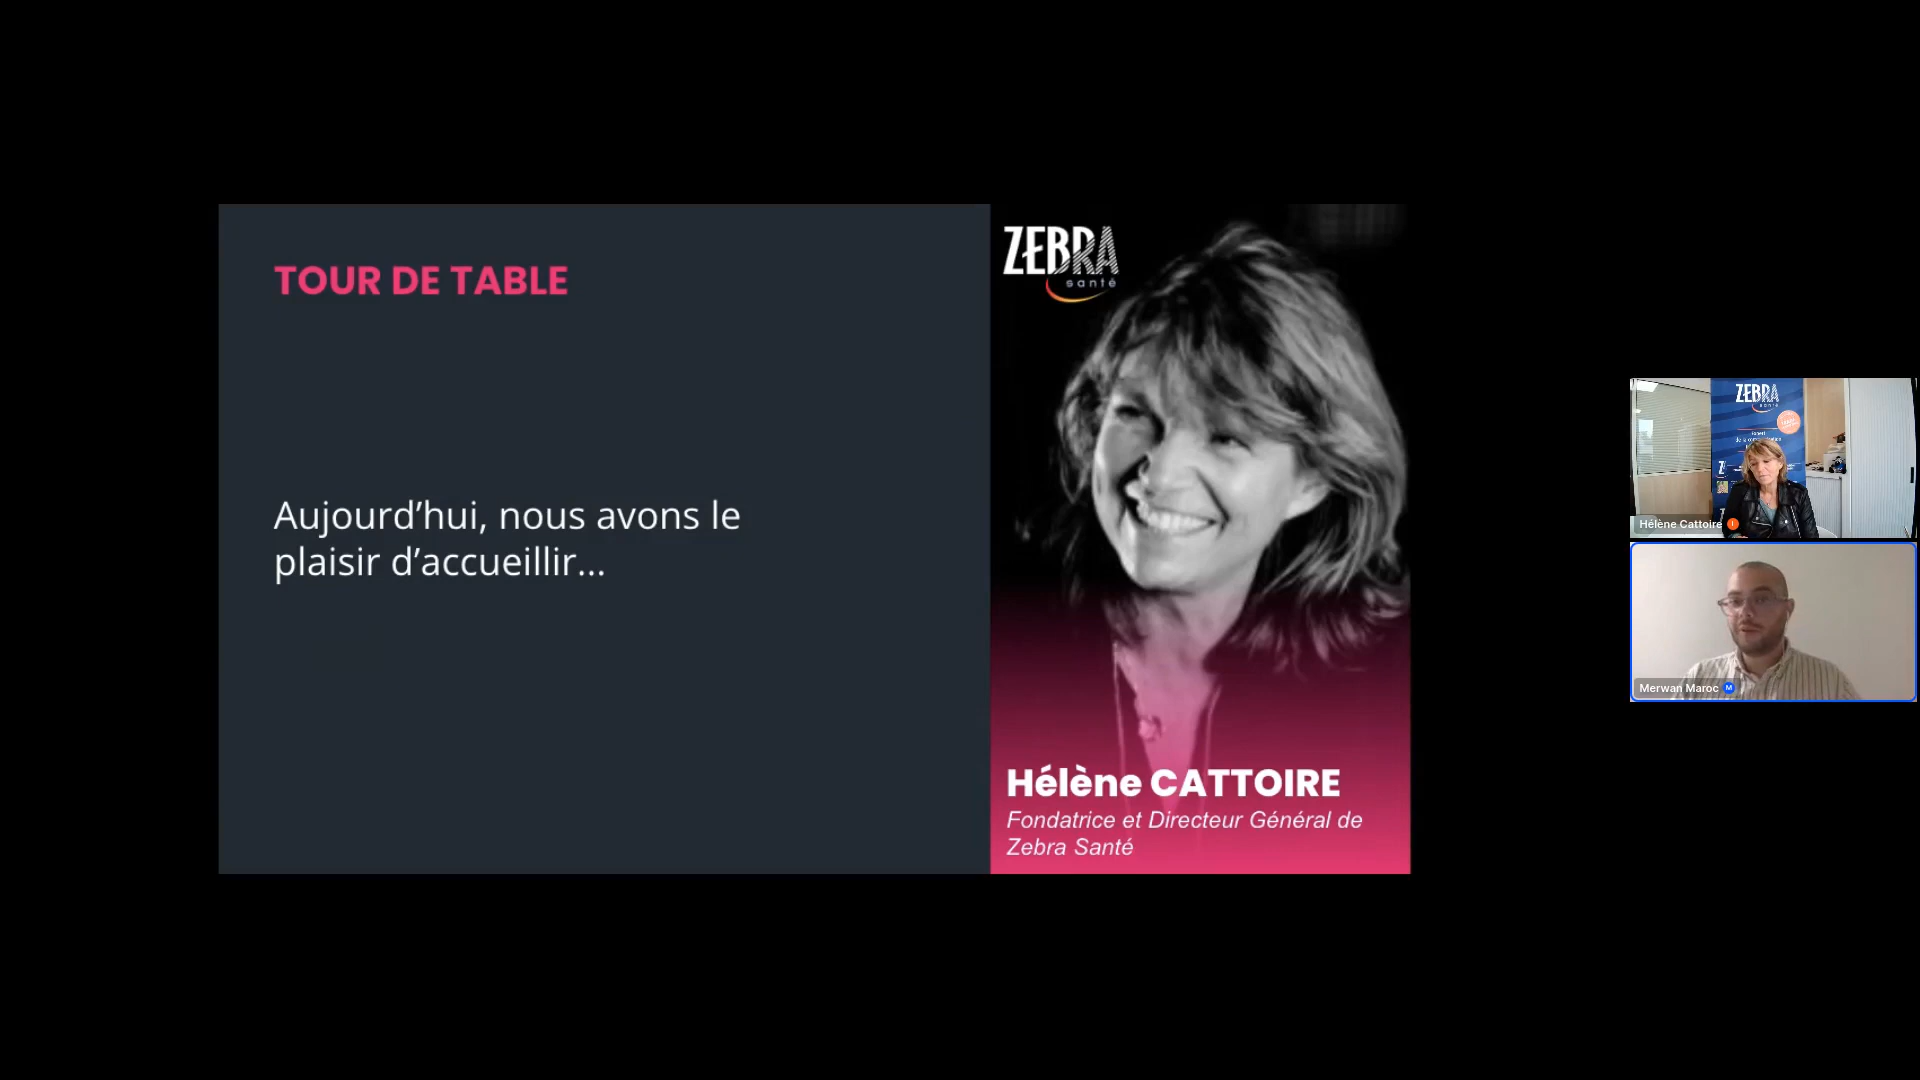 TOUR DE TABLE
Aujourd’hui, nous avons le
plaisir d’accueillir...
ZEBRA
santé
Hélène CATTOIRE
Fondatrice et Directeur Général de
Zebra Santé
ZEBRA
santé
Hélène Cattoire
Merwan Maroc M